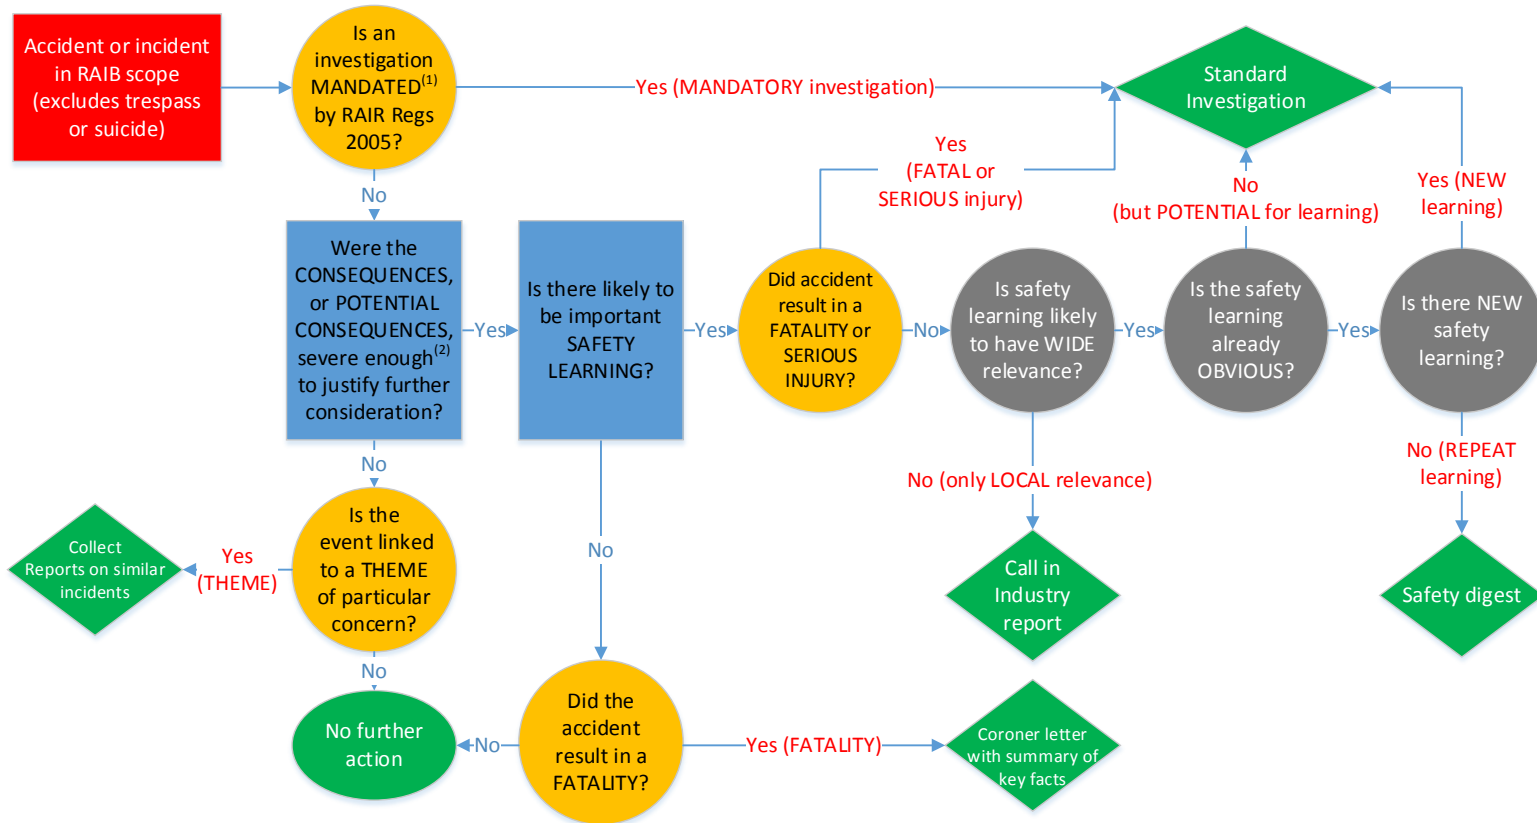 Accident or incident
in RAIB scope
(excludes trespass
or suicide)
Is an
investigation
MANDATED(1)
by RAIR Regs
2005?
Yes (MANDATORY investigation)
Standard
Investigation
No
Yes
(FATAL or
SERIOUS injury)
No
(but POTENTIAL for learning)
Yes (NEW
learning)
Were the
CONSEQUENCES,
or POTENTIAL
CONSEQUENCES,
severe enough(2)
to justify further
consideration?
Yes
Is there likely to
be important
SAFETY
LEARNING?
Yes
Did accident
result in a
FATALITY or
SERIOUS
INJURY?
No
Is safety
learning likely
to have WIDE
relevance?
Yes
Is the safety
learning
already
OBVIOUS?
Yes
Is there NEW
safety
learning?
No
No (only LOCAL relevance)
No (REPEAT
learning)
Collect
Reports on similar
incidents
Yes
(THEME)
Is the
event linked
to a THEME
of particular
concern?
No
Call in
Industry
report
Safety digest
No
No further
action
No
Did the
accident
result in a
FATALITY?
Yes (FATALITY)
Coroner letter
with summary of
key facts